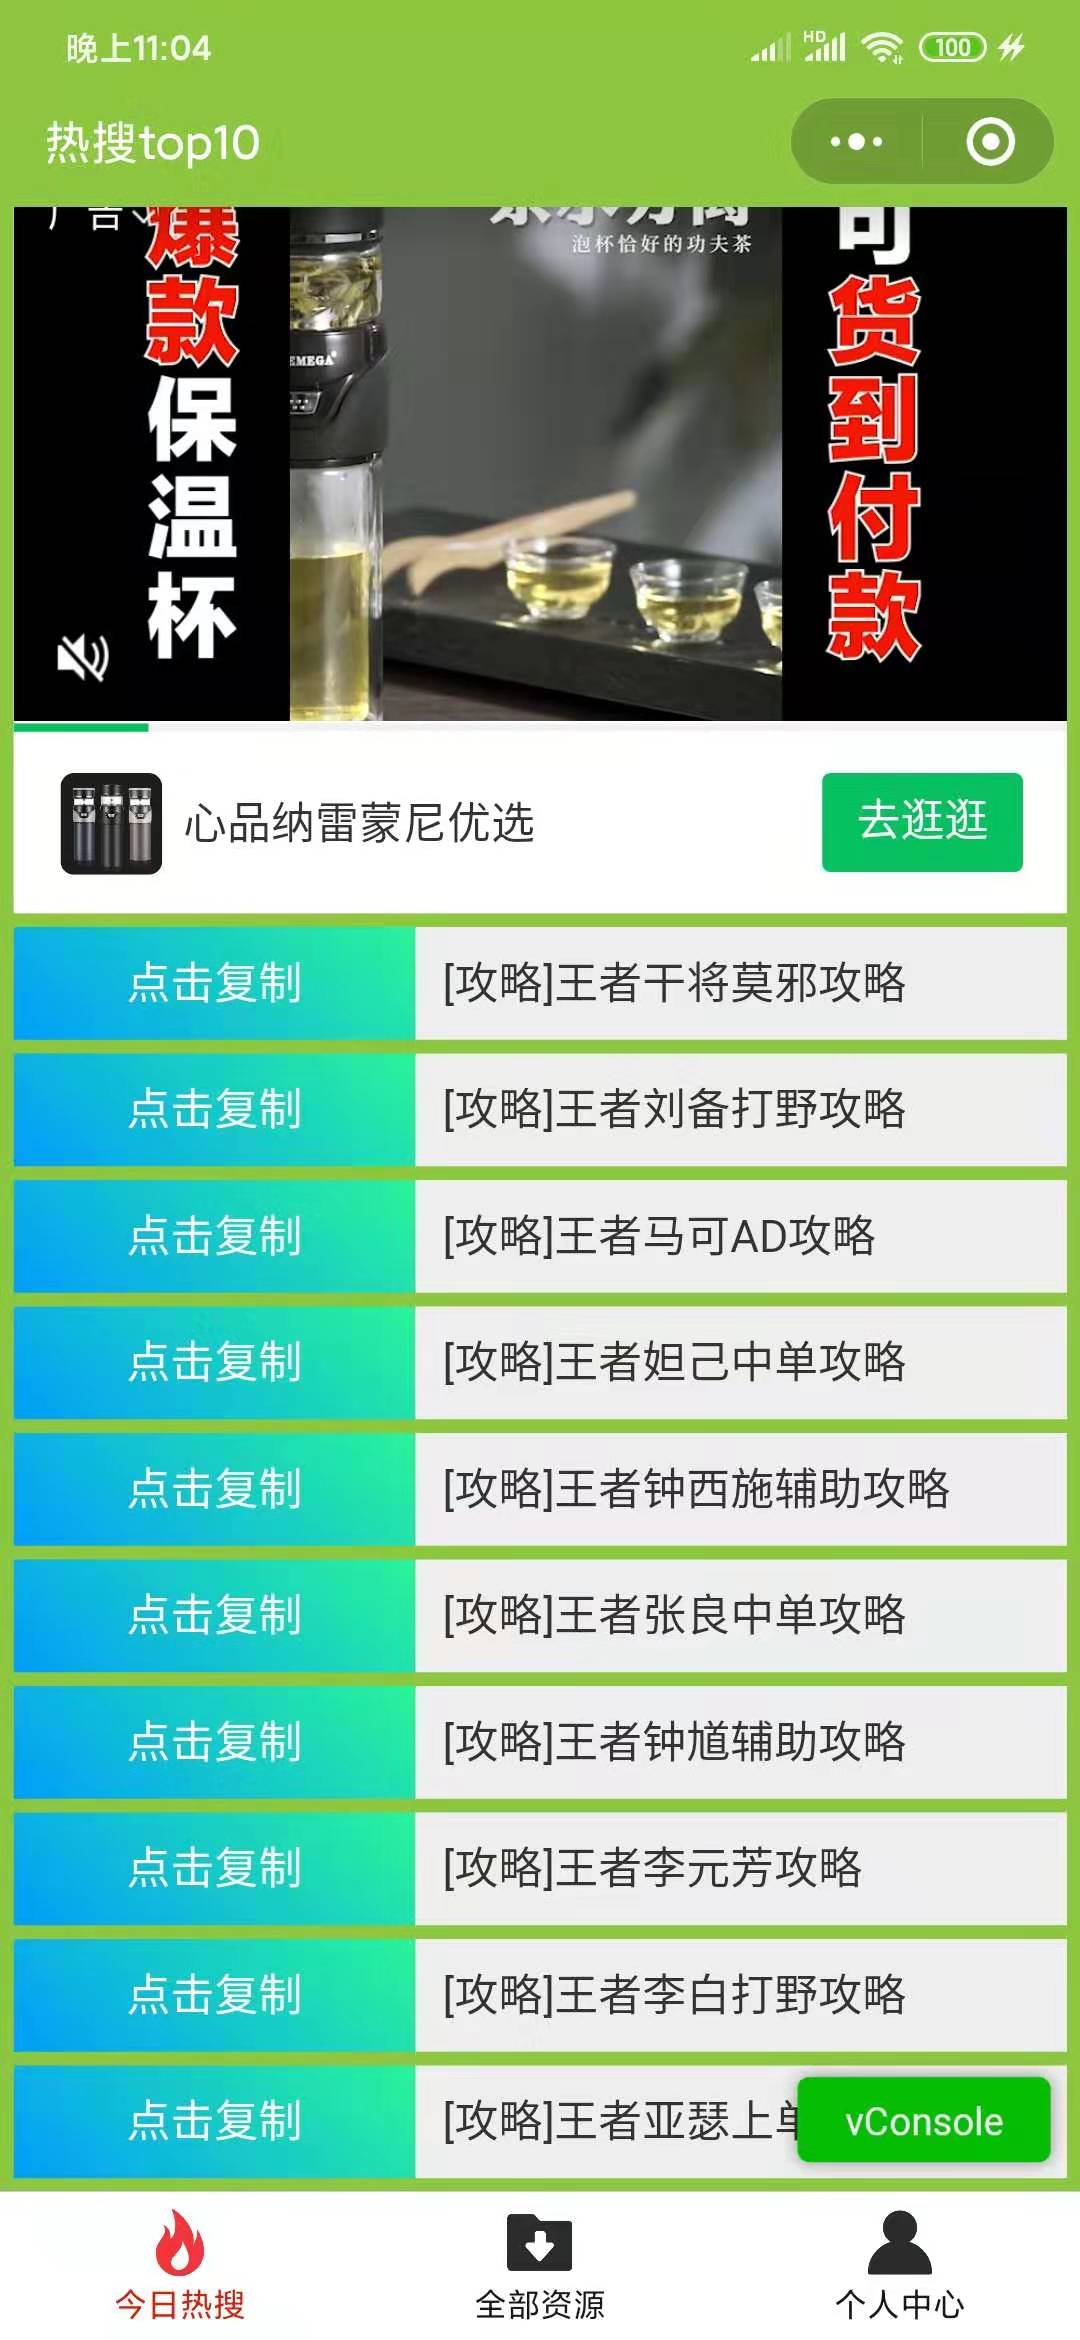 晚上11:04
HD
100
热搜top10
广告
爆款保温杯
泡杯恰好的功夫茶
EMEGA
可货到付款
心品纳雷蒙尼优选
去逛逛
点击复制 [攻略]王者干将莫邪攻略
点击复制 [攻略]王者刘备打野攻略
点击复制 [攻略]王者马可AD攻略
点击复制 [攻略]王者妲己中单攻略
点击复制 [攻略]王者钟西施辅助攻略
点击复制 [攻略]王者张良中单攻略
点击复制 [攻略]王者钟馗辅助攻略
点击复制 [攻略]王者李元芳攻略
点击复制 [攻略]王者李白打野攻略
点击复制 [攻略]王者亚瑟上单
vConsole
今日热搜
全部资源
个人中心